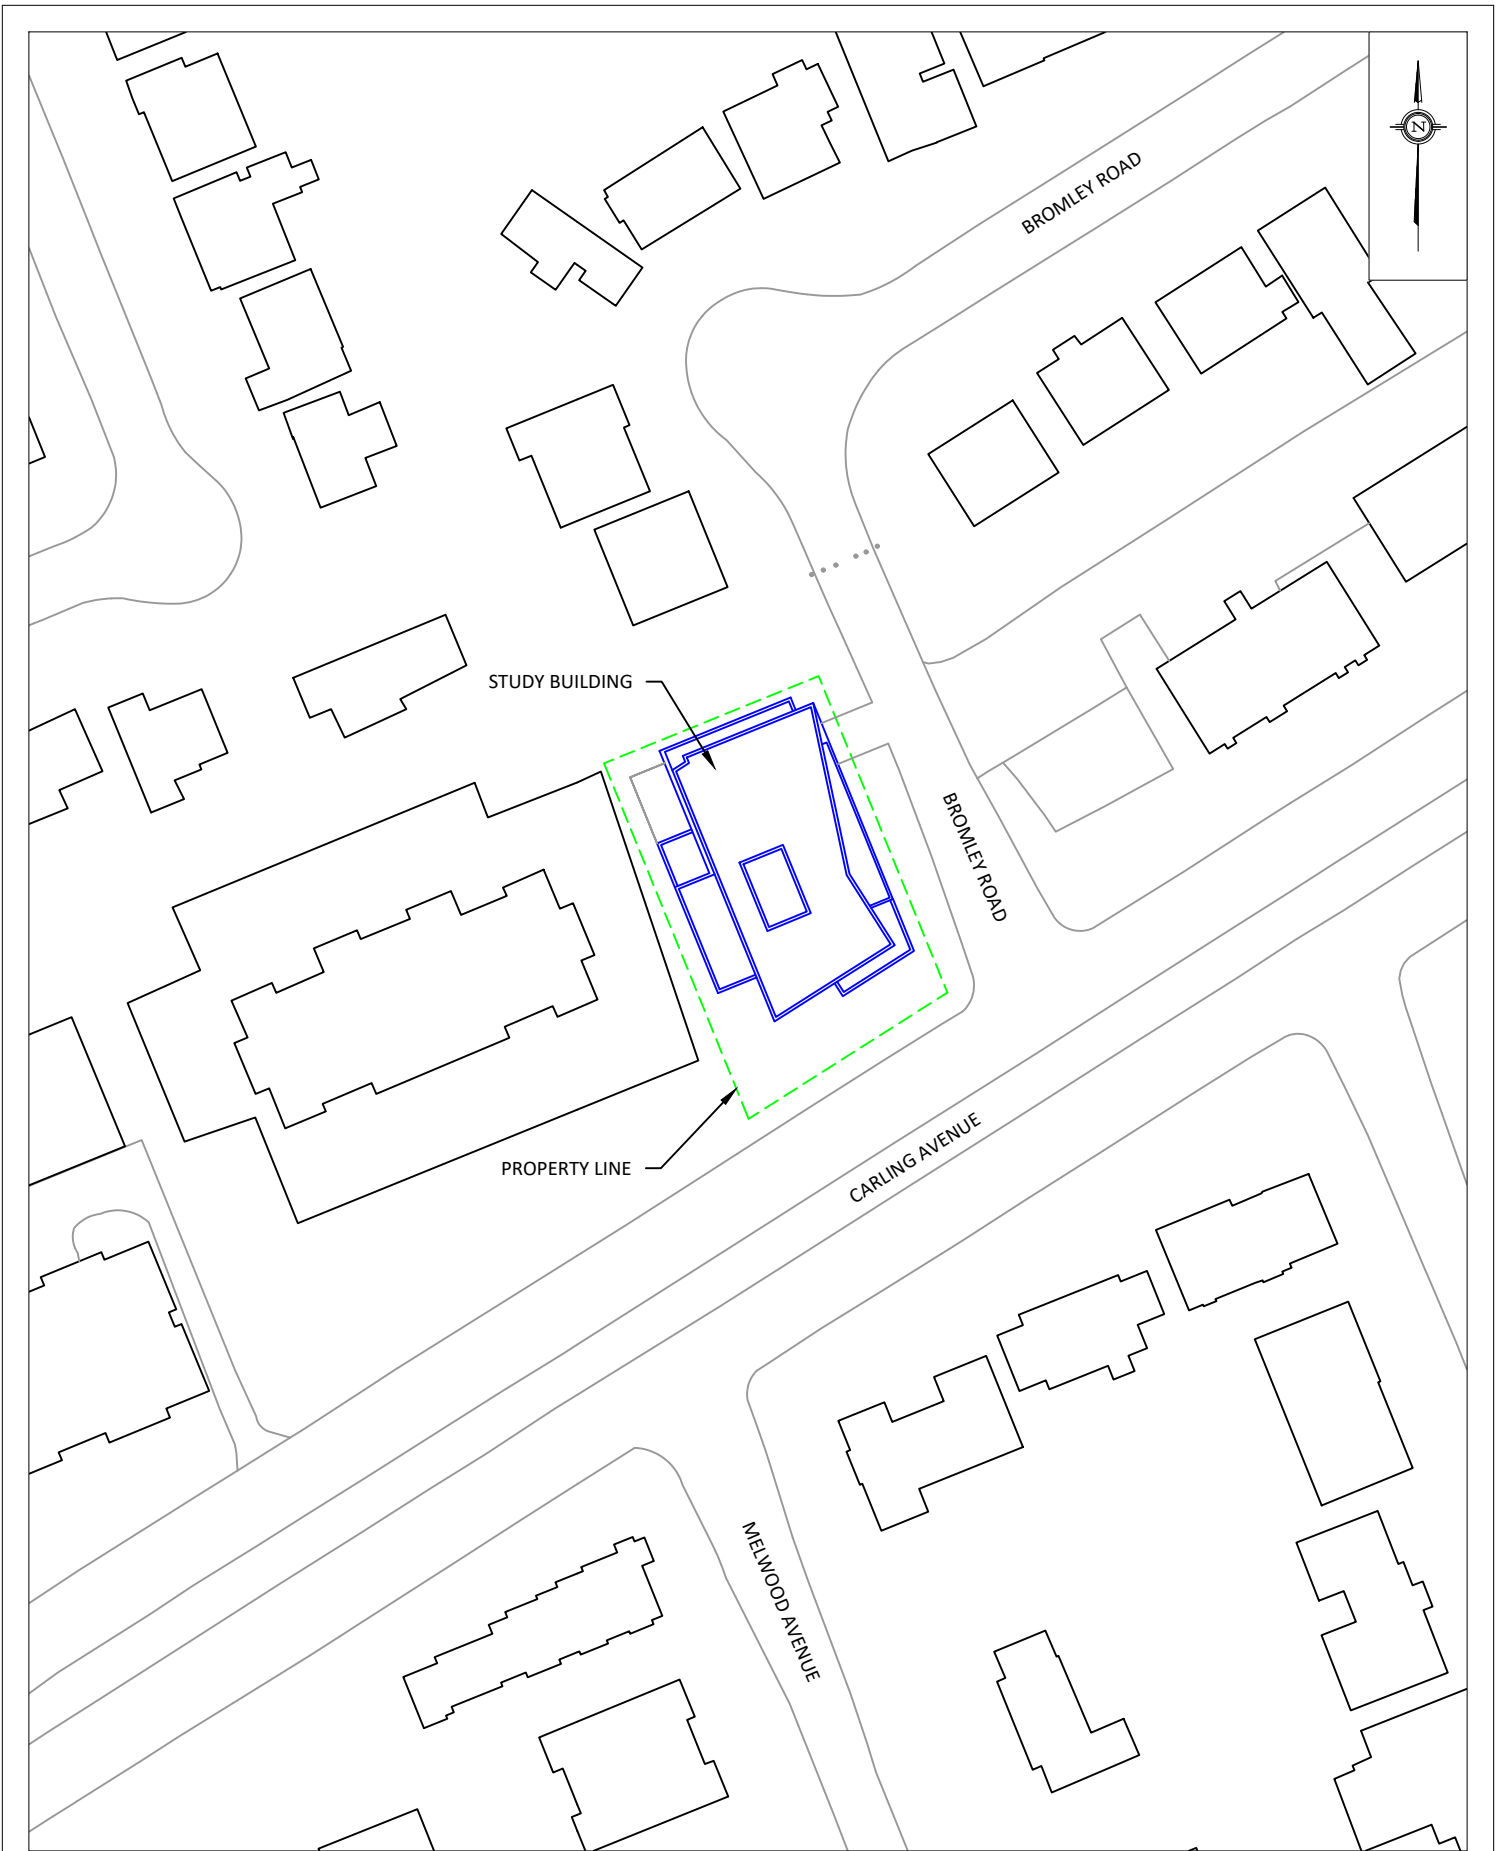 N
BROMLEY ROAD
STUDY BUILDING
BROMLEY ROAD
CARLING AVENUE
PROPERTY LINE
MELWOOD AVENUE